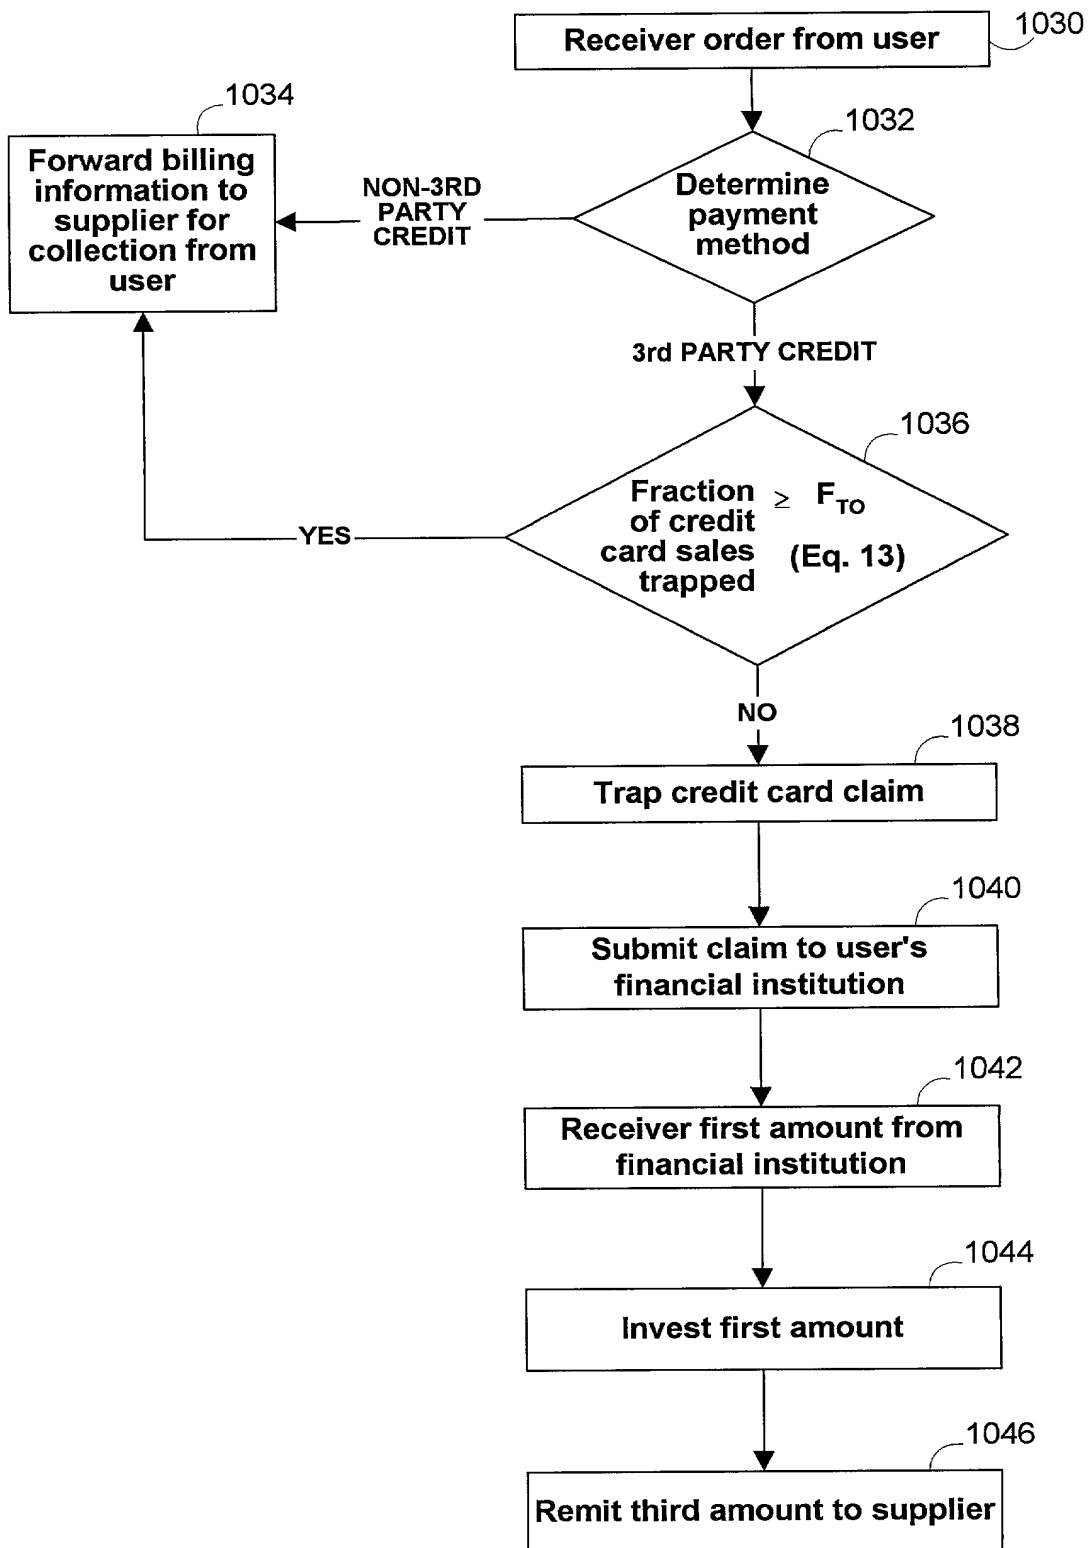 Receiver order from user
1030
1034
1032
Forward billing
information to
supplier for
collection from
user
NON-3RD
PARTY
CREDIT
Determine
payment
method
3rd PARTY CREDIT
1036
Fraction
of credit
card sales
trapped
≥ F_TO
(Eq. 13)
YES
NO
1038
Trap credit card claim
1040
Submit claim to user's
financial institution
1042
Receiver first amount from
financial institution
1044
Invest first amount
1046
Remit third amount to supplier